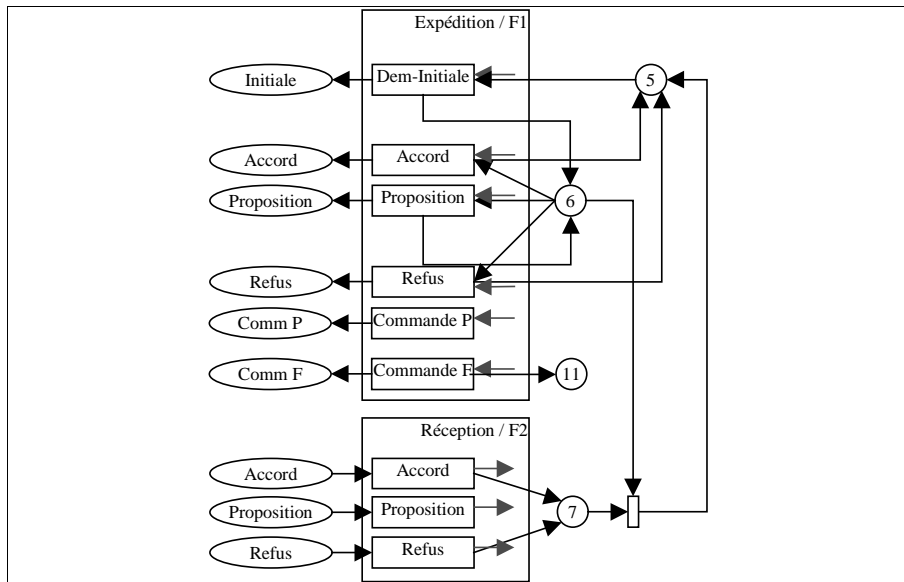 Expédition / F1
Initiale
Dem-Initiale
5
Accord
Accord
Proposition
Proposition
6
Refus
Refus
Comm P
Commande P
Comm F
Commande F
11
Réception / F2
Accord
Accord
Proposition
Proposition
7
Refus
Refus